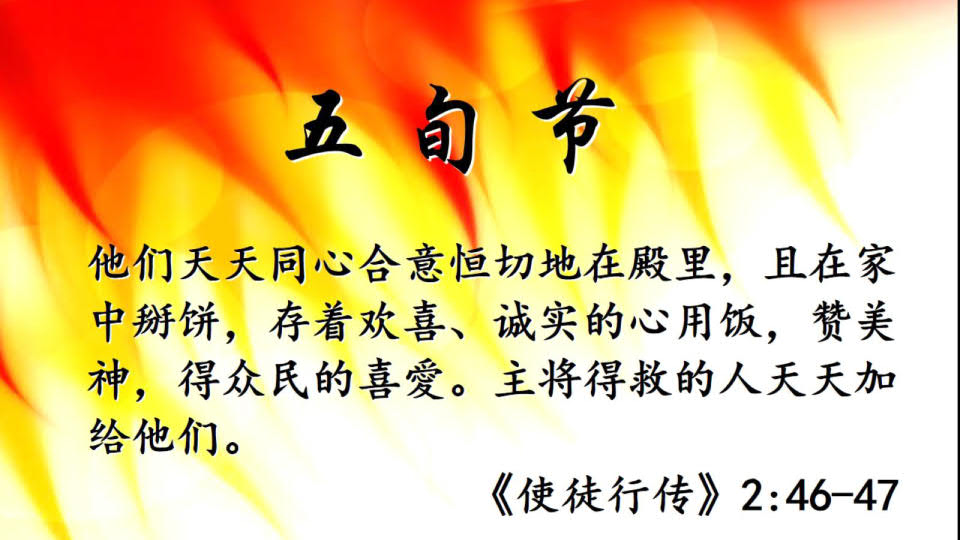 五旬节
他们天天同心合意恒切地在殿里，且在家
中掰饼，存着欢喜、诚实的心用饭，赞美
神，得众民的喜愛。主将得救的人天天加
给他们。
《使徒行传》2:46-47